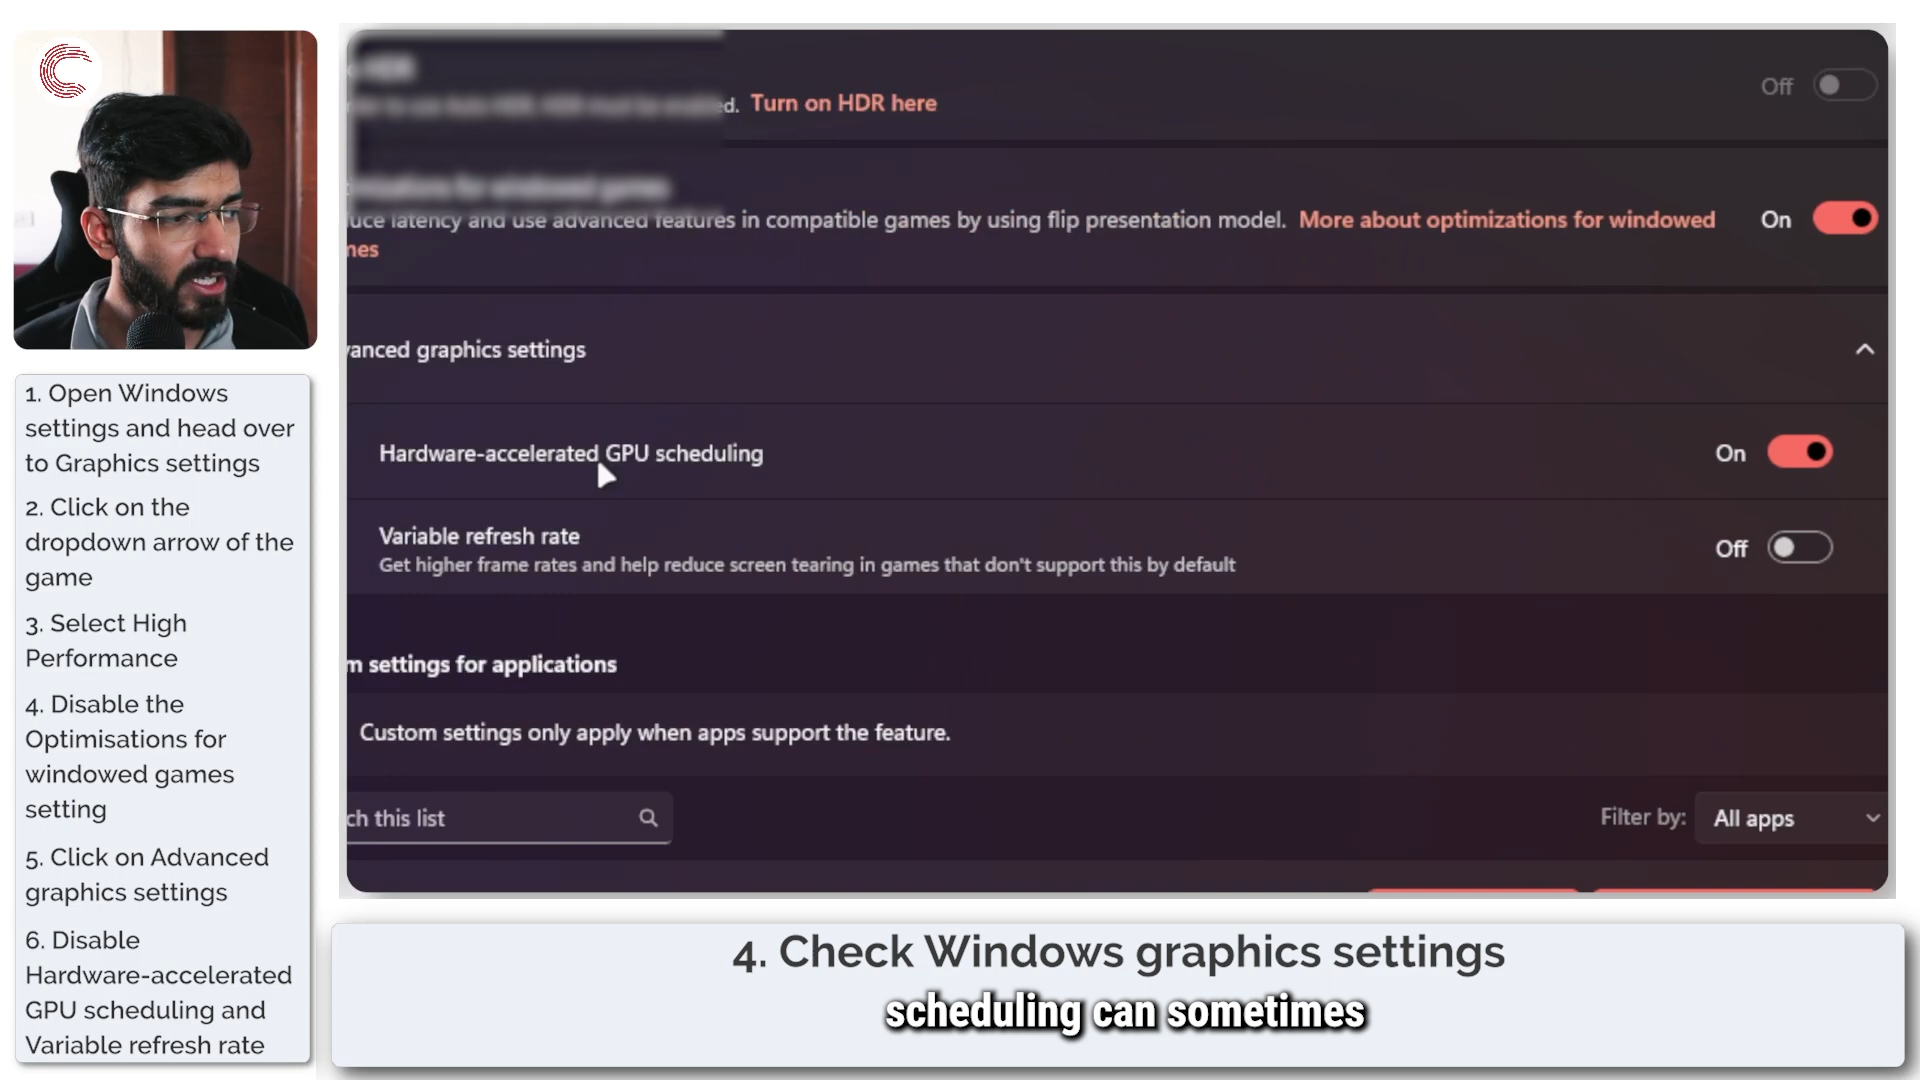 1. Open Windows
settings and head over
to Graphics settings
2. Click on the
dropdown arrow of the
game
3. Select High
Performance
4. Disable the
Optimisations for
windowed games
setting
5. Click on Advanced
graphics settings
6. Disable
Hardware-accelerated
GPU scheduling and
Variable refresh rate
HDR
d. Turn on HDR here
Off
mizations for windowed games
uce latency and use advanced features in compatible games by using flip presentation model. More about optimizations for windowed
nes
On
vanced graphics settings
Hardware-accelerated GPU scheduling
On
Variable refresh rate
Get higher frame rates and help reduce screen tearing in games that don't support this by default
Off
m settings for applications
Custom settings only apply when apps support the feature.
ch this list
Filter by: All apps
4. Check Windows graphics settings
scheduling can sometimes